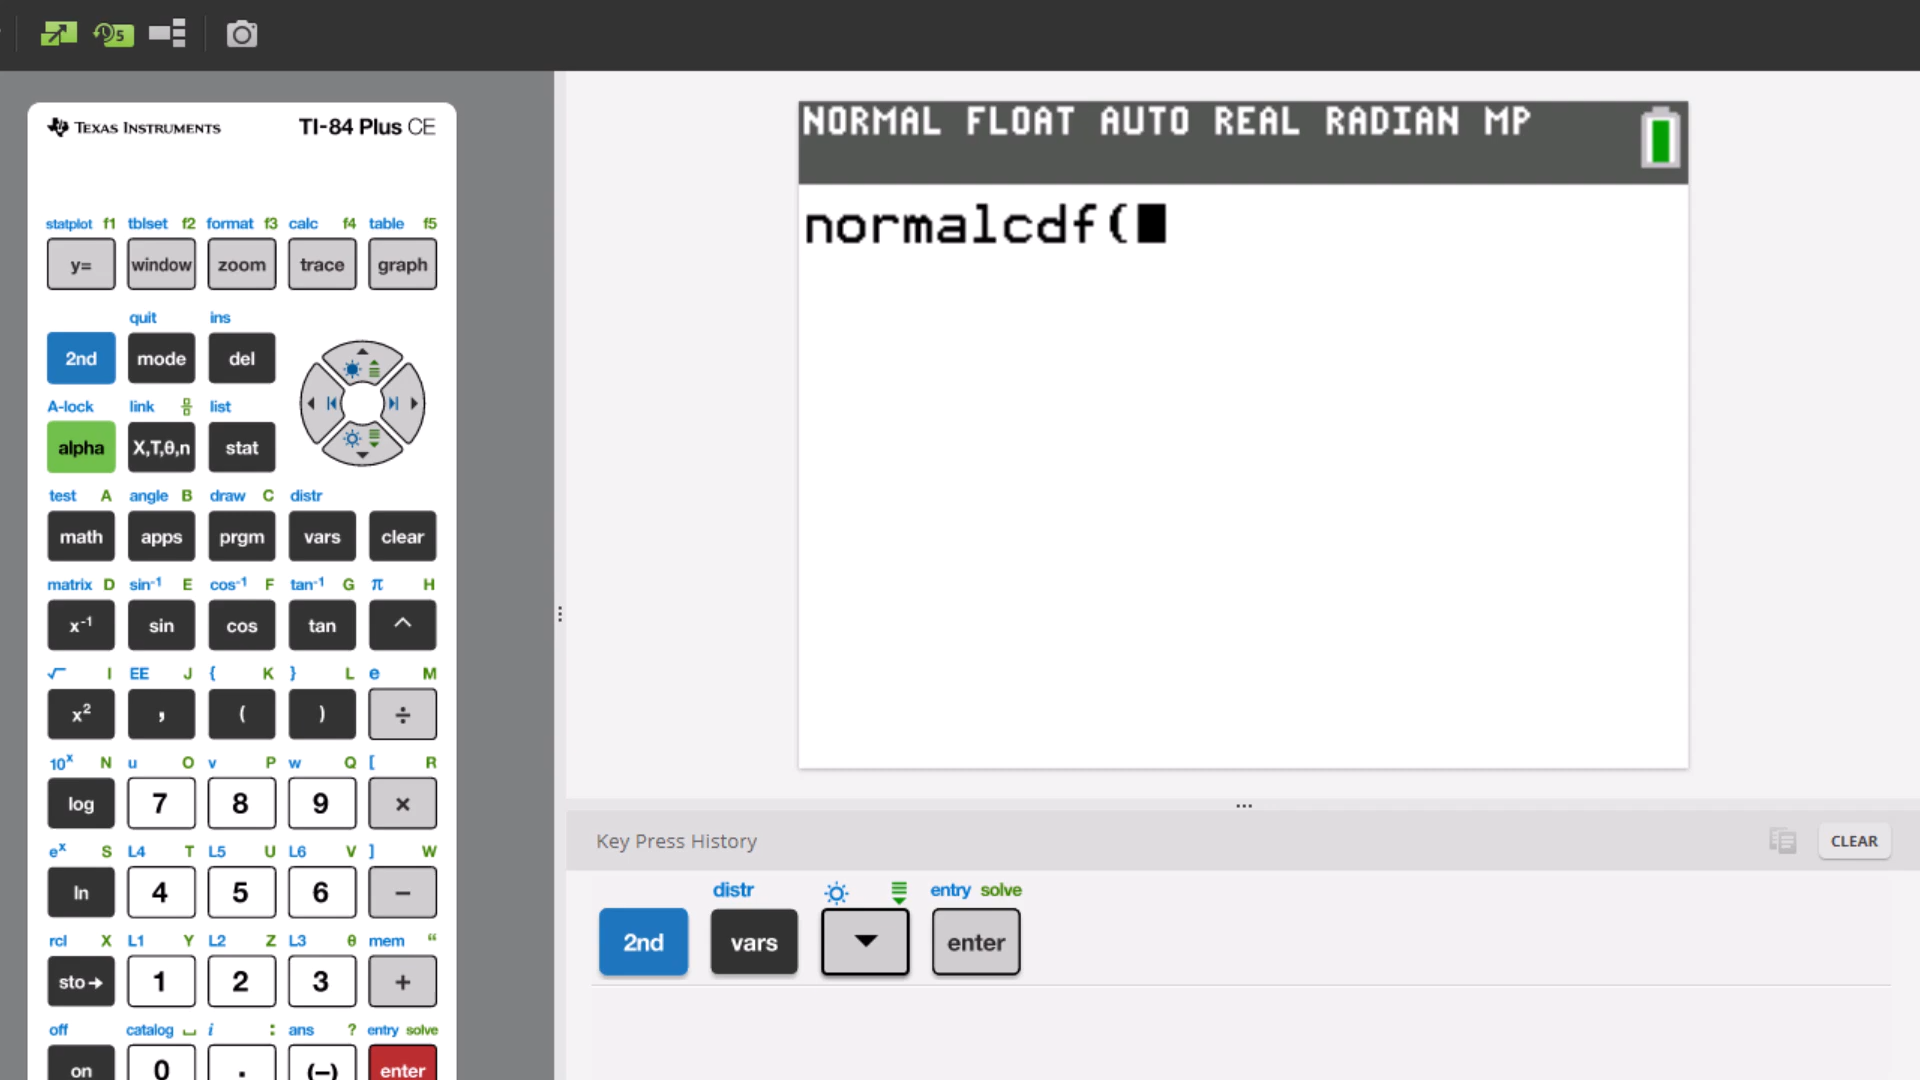 5
TEXAS INSTRUMENTS TI-84 Plus CE
NORMAL FLOAT AUTO REAL RADIAN MP
normalcdf(
statplot f1 tblset f2 format f3 calc f4 table f5
y= window zoom trace graph
quit ins
2nd mode del
A-lock link list
alpha X,T,θ,n stat
test A angle B draw C distr
math apps prgm vars clear
matrix D sin⁻¹ E cos⁻¹ F tan⁻¹ G π H
x⁻¹ sin cos tan ^
√ I EE J { K } L e M
x² , ( ) ÷
10ˣ N u O v P w Q [ R
log 7 8 9 ×
eˣ S L4 T L5 U L6 V ] W
ln 4 5 6 −
rcl X L1 Y L2 Z L3 θ mem “
sto→ 1 2 3 +
off catalog ⎵ i : ans ? entry solve
on 0 . (−) enter
Key Press History
CLEAR
distr entry solve
2nd vars enter